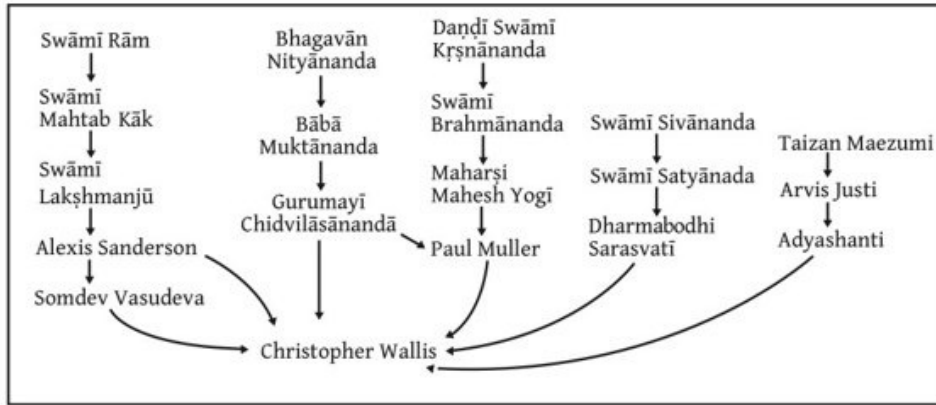 Swāmī Rām
Swāmī
Mahtab Kāk
Swāmī
Lakṣhmanjū
Alexis Sanderson
Somdev Vasudeva
Bhagavān
Nityānanda
Bābā
Muktānanda
Gurumayī
Chidvilāsānandā
Daṇḍī Swāmī
Kṛṣnānanda
Swāmī
Brahmānanda
Maharṣi
Mahesh Yogī
Paul Muller
Swāmī Sivānanda
Swāmī Satyānada
Dharmabodhi
Sarasvatī
Taizan Maezumi
Arvis Justi
Adyashanti
Christopher Wallis